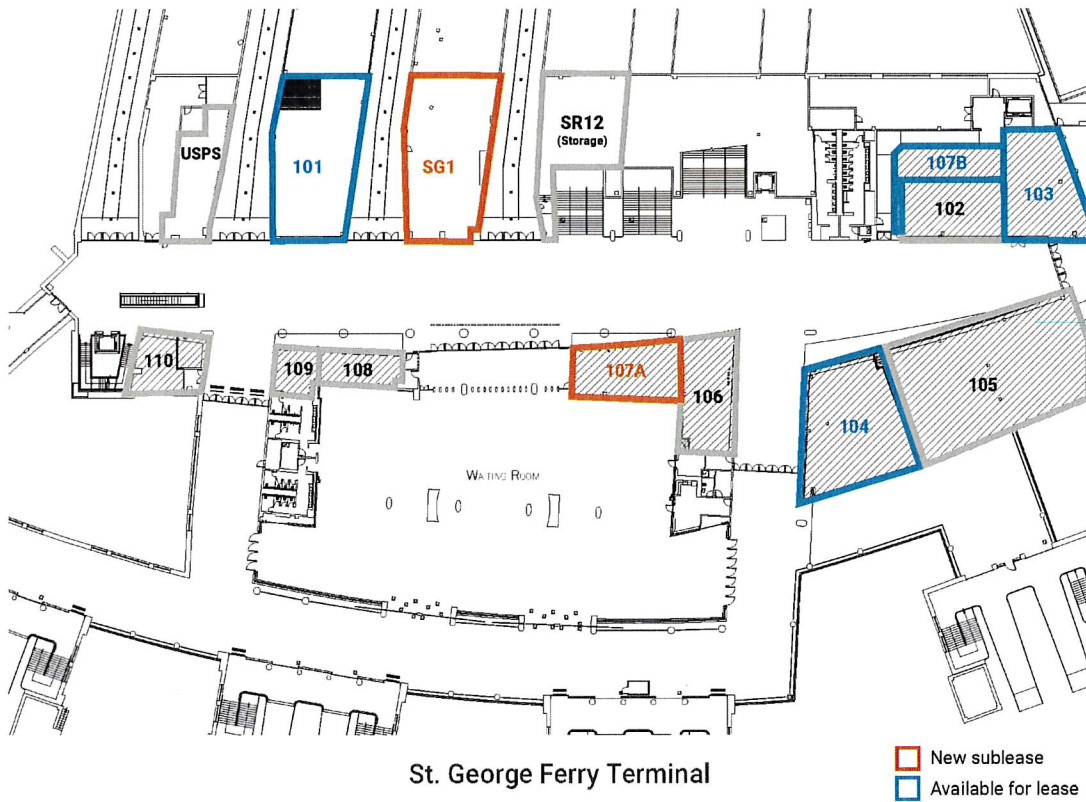 USPS
101
SG1
SR12
(Storage)
107B
102
103
110
109
108
107A
106
104
105
WAITING ROOM
St. George Ferry Terminal
New sublease
Available for lease